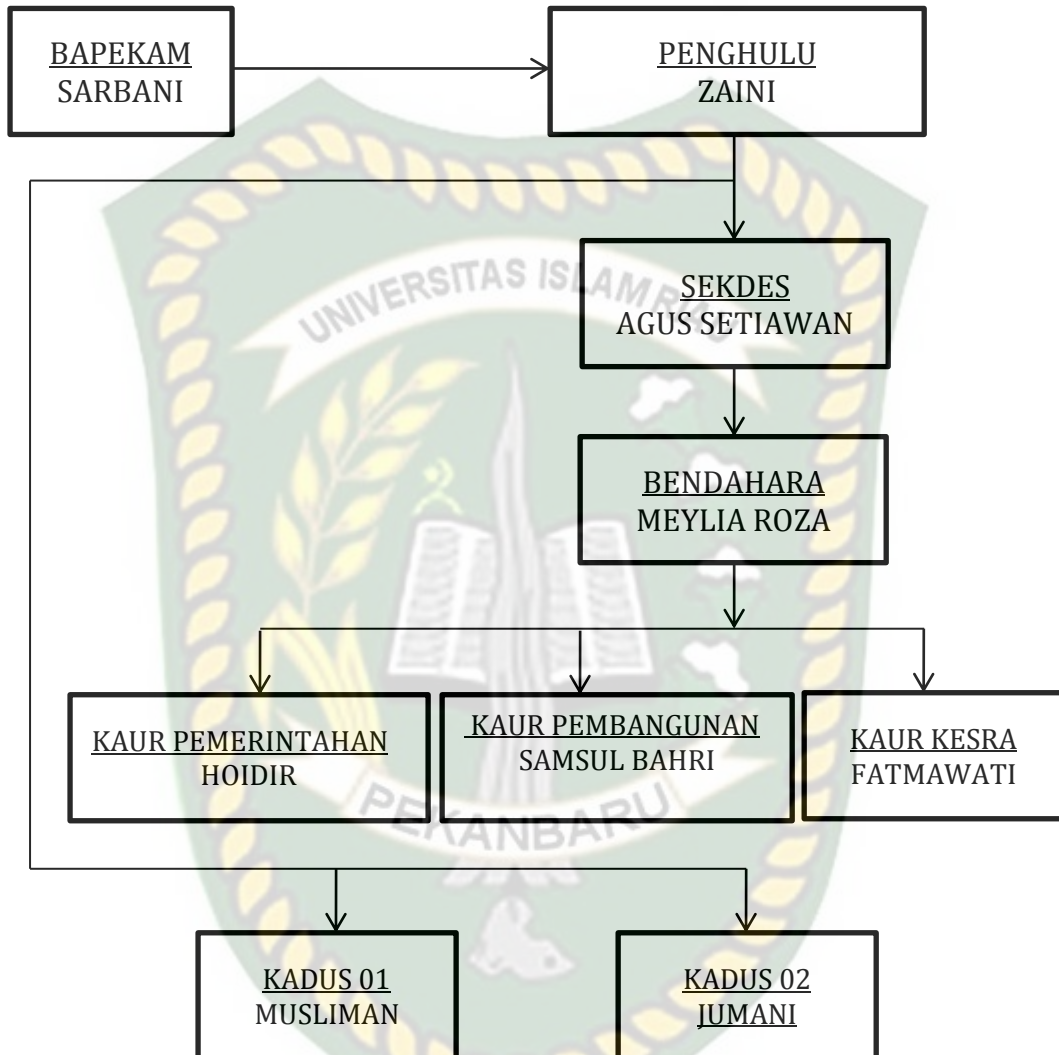 BAPEKAM
SARBANI
PENGHULU
ZAINI
UNIVERSITAS ISLAM RIAU
SEKDES
AGUS SETIAWAN
BENDAHARA
MEYLIA ROZA
KAUR PEMERINTAHAN
HOIDIR
KAUR PEMBANGUNAN
SAMSUL BAHRI
KAUR KESRA
FATMAWATI
PEKANBARU
KADUS 01
MUSLIMAN
KADUS 02
JUMANI